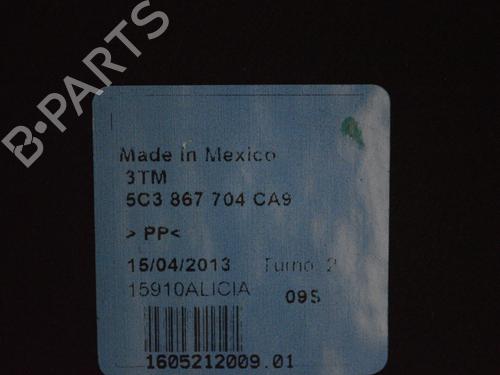 B·PARTS
Made in Mexico
3TM
5C3 867 704 CA9
> PP<
15/04/2013 Turno 2
15910ALICIA 09S
1605212009.01